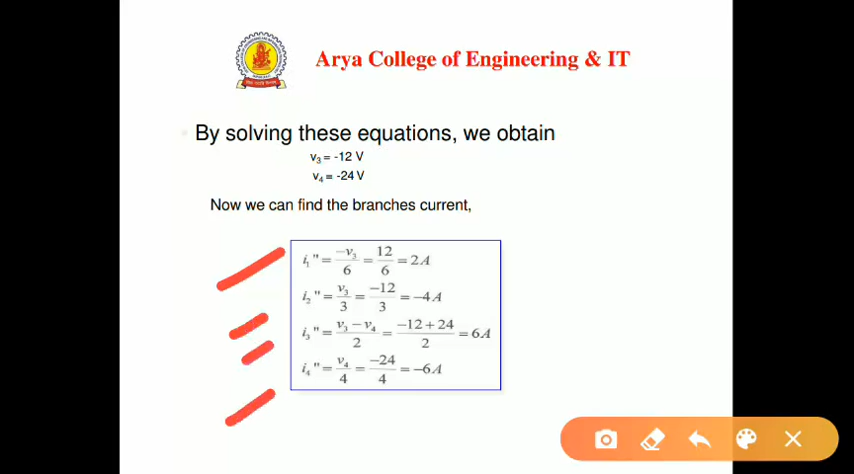 Arya College of Engineering & IT
By solving these equations, we obtain
v₃ = -12 V
v₄ = -24 V
Now we can find the branches current,
i₁" = -v₃/6 = 12/6 = 2A
i₂" = v₃/3 = -12/3 = -4A
i₃" = (v₃ - v₄)/2 = (-12 + 24)/2 = 6A
i₄" = v₄/4 = -24/4 = -6A